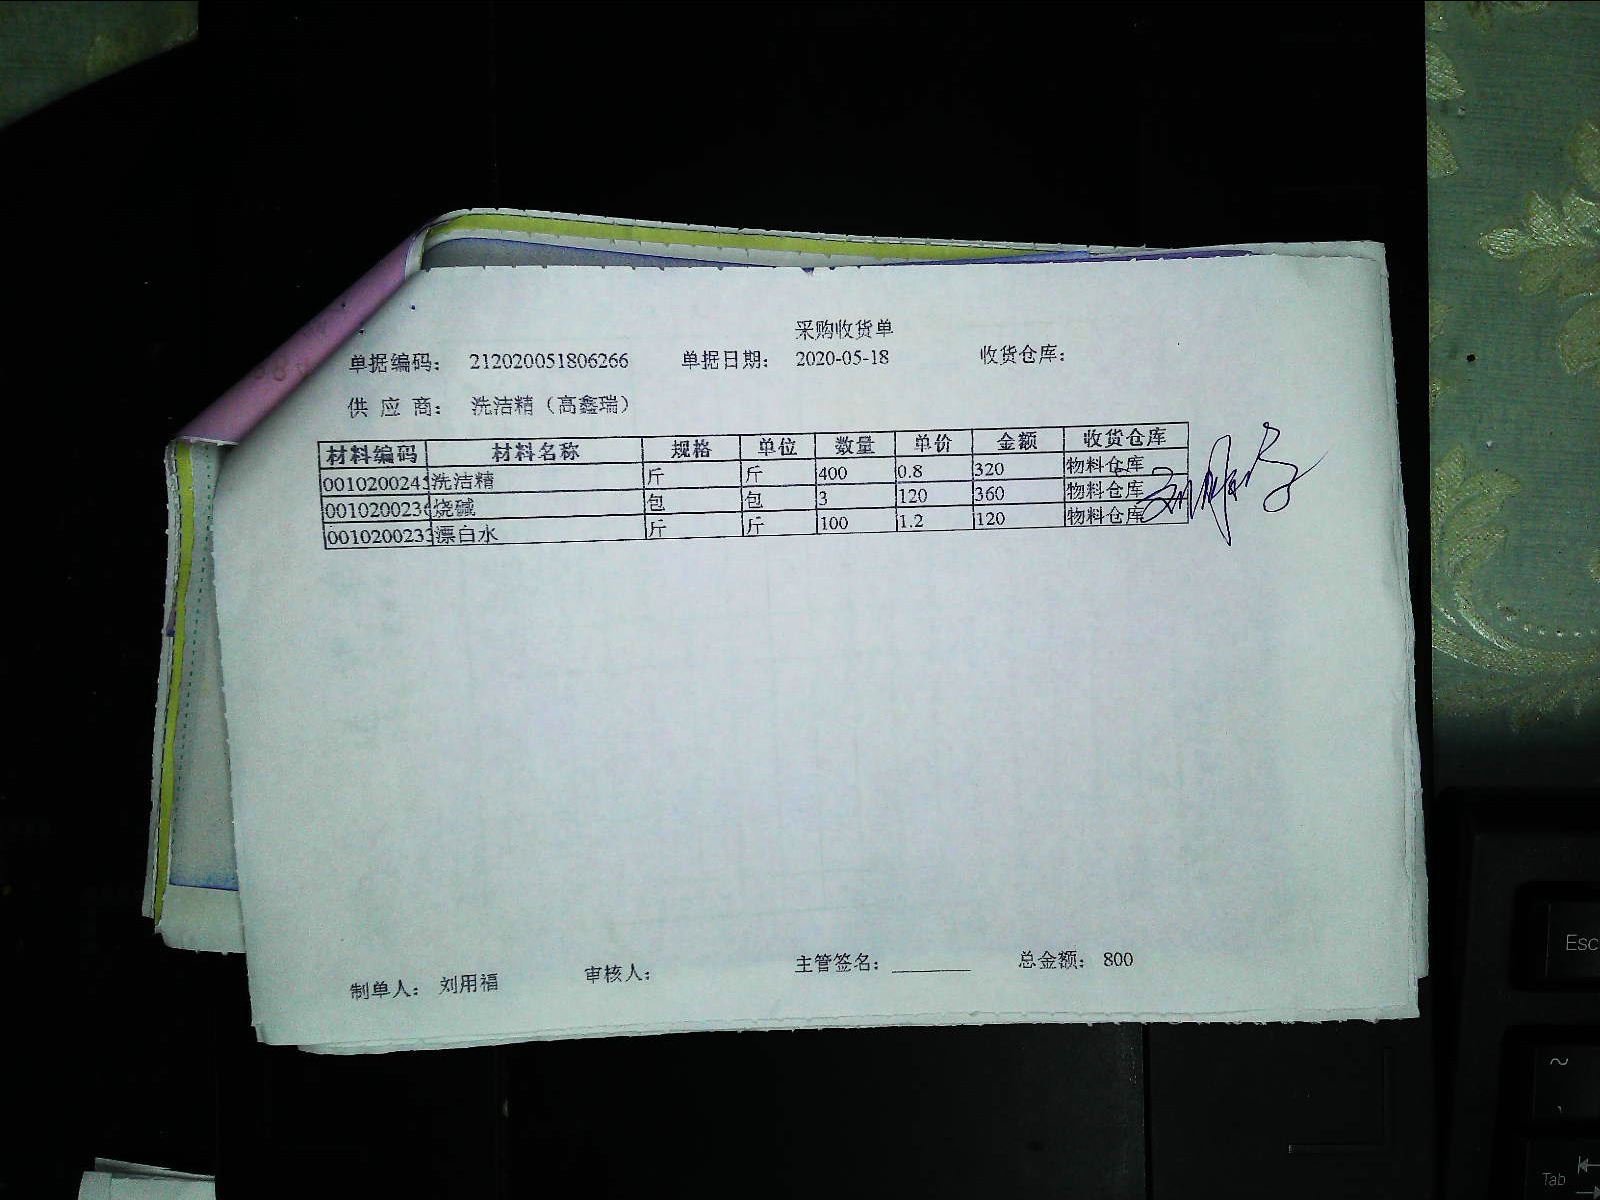 采购收货单
单据编码： 212020051806266 单据日期： 2020-05-18 收货仓库：
供 应 商： 洗洁精（高鑫瑞）
材料编码 材料名称 规格 单位 数量 单价 金额 收货仓库
001020024 洗洁精 斤 斤 400 0.8 320 物料仓库
001020023 烧碱 包 包 3 120 360 物料仓库
001020023 漂白水 斤 斤 100 1.2 120 物料仓库
制单人： 刘用福 审核人： 主管签名： 总金额： 800
Esc
~
Tab